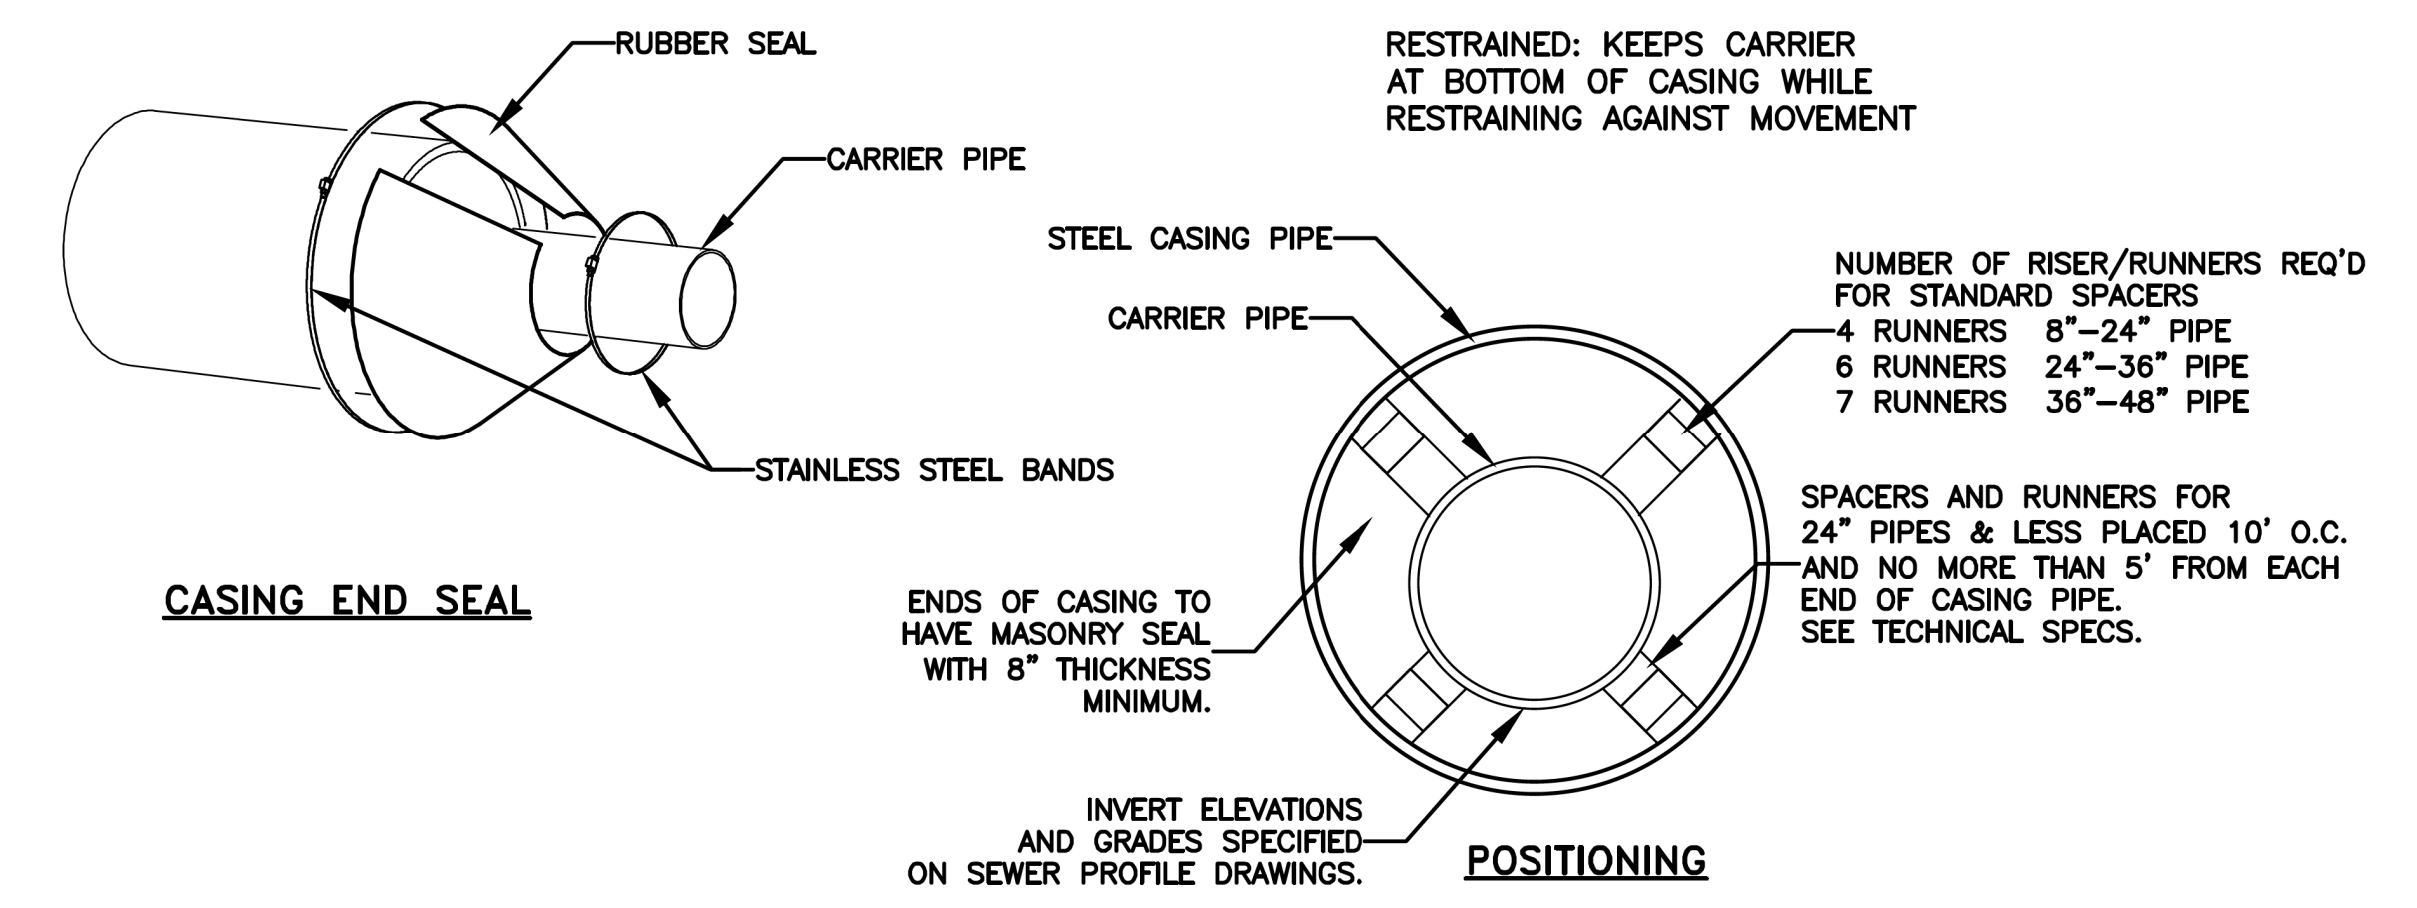 RUBBER SEAL
CARRIER PIPE
STAINLESS STEEL BANDS
CASING END SEAL
RESTRAINED: KEEPS CARRIER
AT BOTTOM OF CASING WHILE
RESTRAINING AGAINST MOVEMENT
STEEL CASING PIPE
CARRIER PIPE
NUMBER OF RISER/RUNNERS REQ'D
FOR STANDARD SPACERS
4 RUNNERS 8"-24" PIPE
6 RUNNERS 24"-36" PIPE
7 RUNNERS 36"-48" PIPE
SPACERS AND RUNNERS FOR
24" PIPES & LESS PLACED 10' O.C.
AND NO MORE THAN 5' FROM EACH
END OF CASING PIPE.
SEE TECHNICAL SPECS.
ENDS OF CASING TO
HAVE MASONRY SEAL
WITH 8" THICKNESS
MINIMUM.
INVERT ELEVATIONS
AND GRADES SPECIFIED
ON SEWER PROFILE DRAWINGS.
POSITIONING